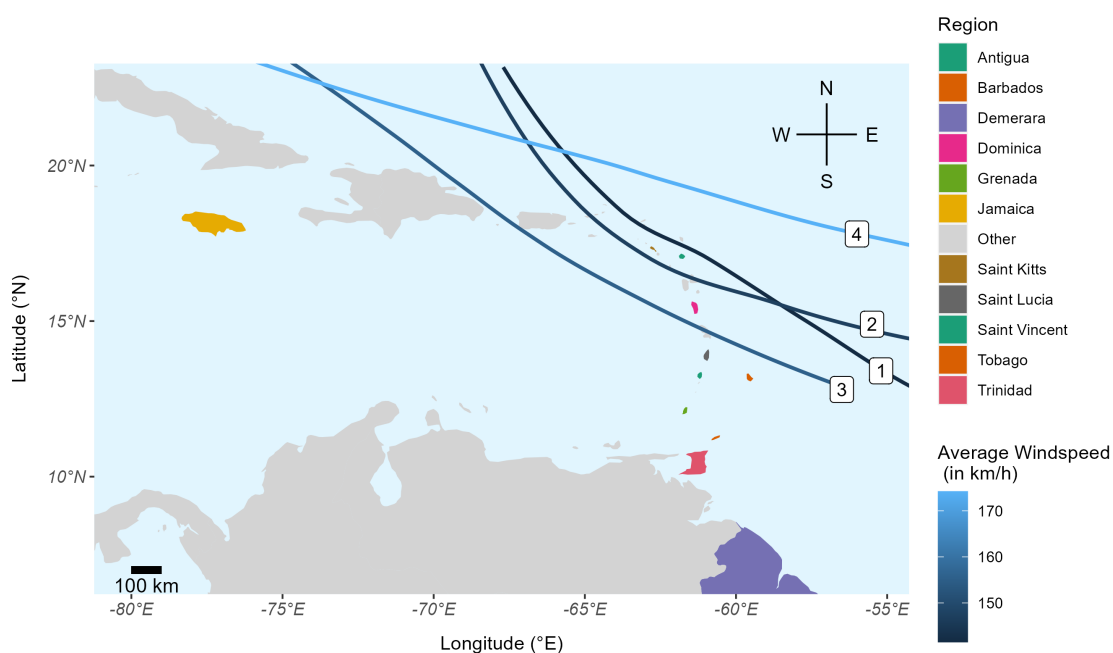 Region
Antigua
Barbados
Demerara
Dominica
Grenada
Jamaica
Other
Saint Kitts
Saint Lucia
Saint Vincent
Tobago
Trinidad
Average Windspeed
(in km/h)
170
160
150
N
W E
S
4
2
1
3
20°N
15°N
10°N
Latitude (°N)
100 km
-80°E -75°E -70°E -65°E -60°E -55°E
Longitude (°E)